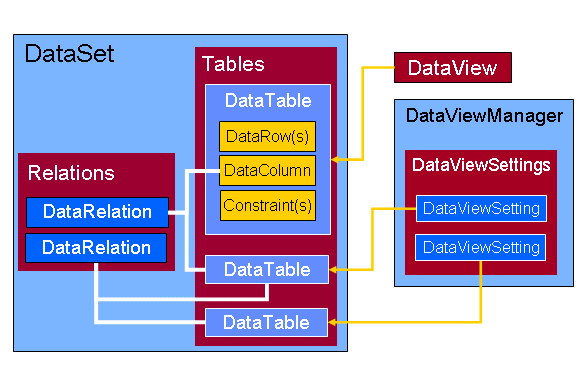 DataSet
Tables
DataTable
DataRow(s)
DataColumn
Constraint(s)
Relations
DataRelation
DataRelation
DataTable
DataTable
DataView
DataViewManager
DataViewSettings
DataViewSetting
DataViewSetting